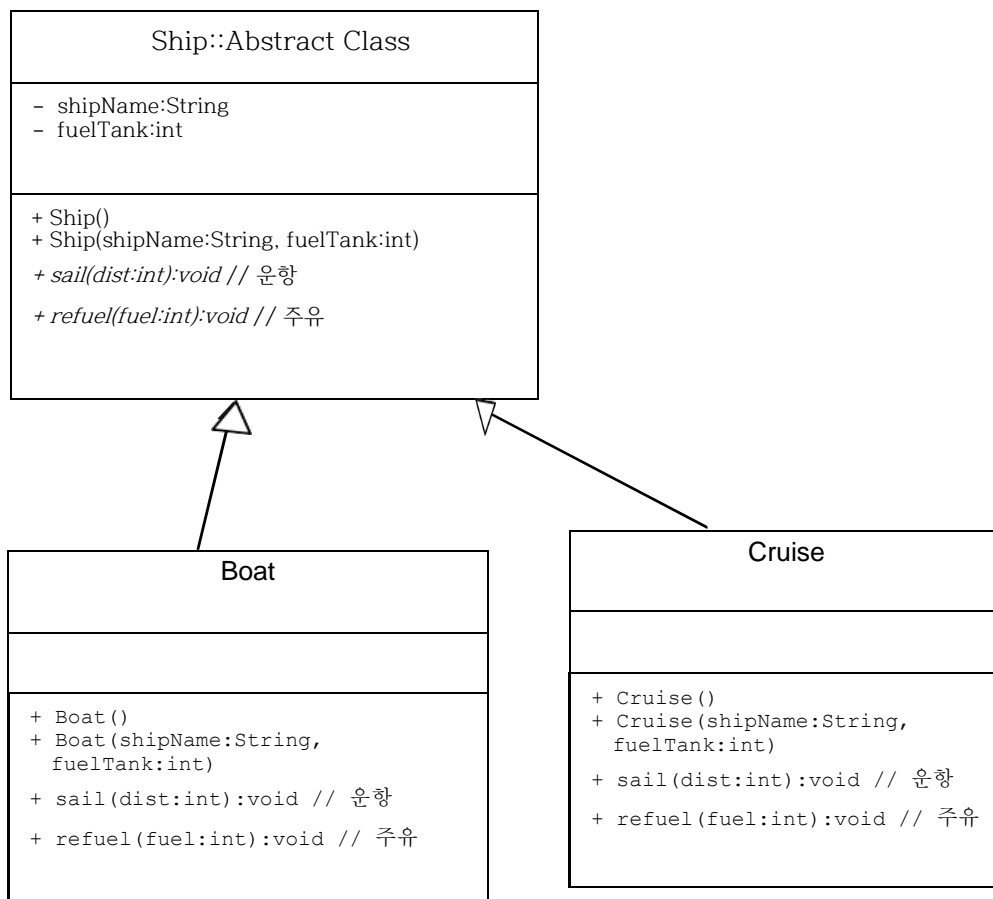 Ship::Abstract Class
- shipName:String
- fuelTank:int
+ Ship()
+ Ship(shipName:String, fuelTank:int)
+ sail(dist:int):void // 운항
+ refuel(fuel:int):void // 주유
Boat
+ Boat()
+ Boat(shipName:String,
fuelTank:int)
+ sail(dist:int):void // 운항
+ refuel(fuel:int):void // 주유
Cruise
+ Cruise()
+ Cruise(shipName:String,
fuelTank:int)
+ sail(dist:int):void // 운항
+ refuel(fuel:int):void // 주유